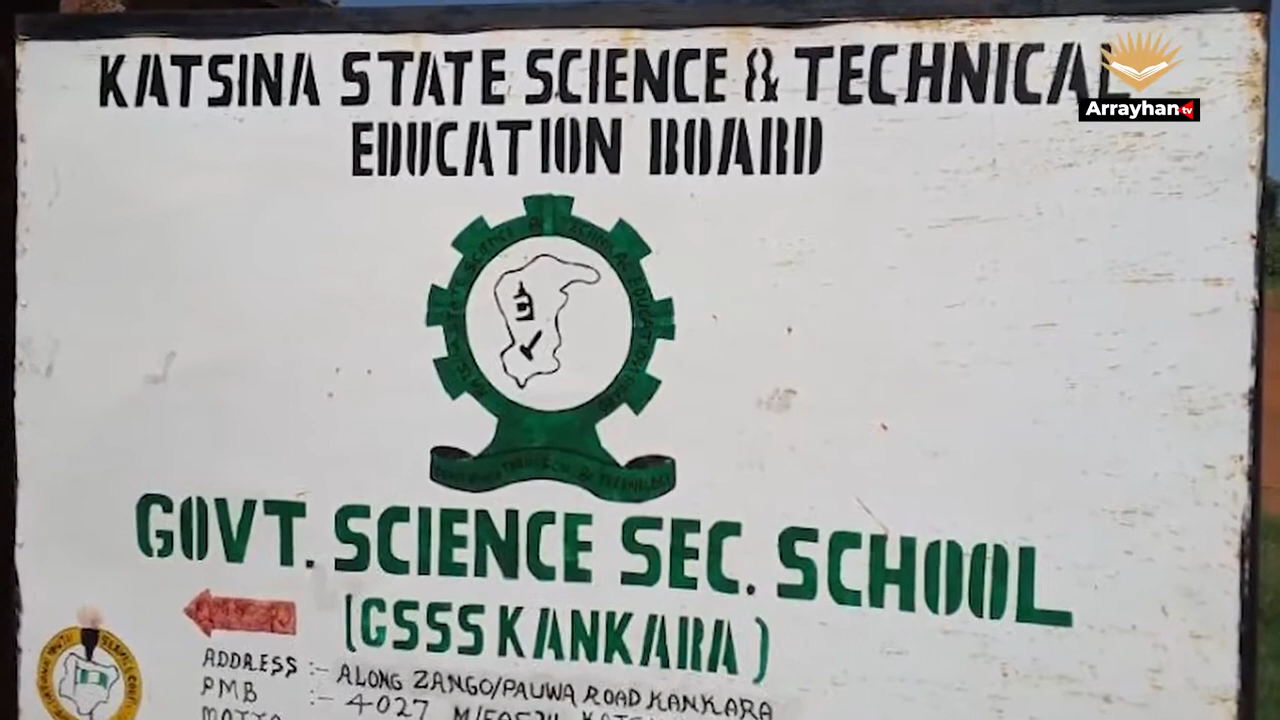 KATSINA STATE SCIENCE & TECHNICAL
Arrayhan tv
EDUCATION BOARD
GOVT. SCIENCE SEC. SCHOOL
(GSSS KANKARA)
ADDRESS :- ALONG ZANGO/PAUWA ROAD KANKARA
PMB :- 4027